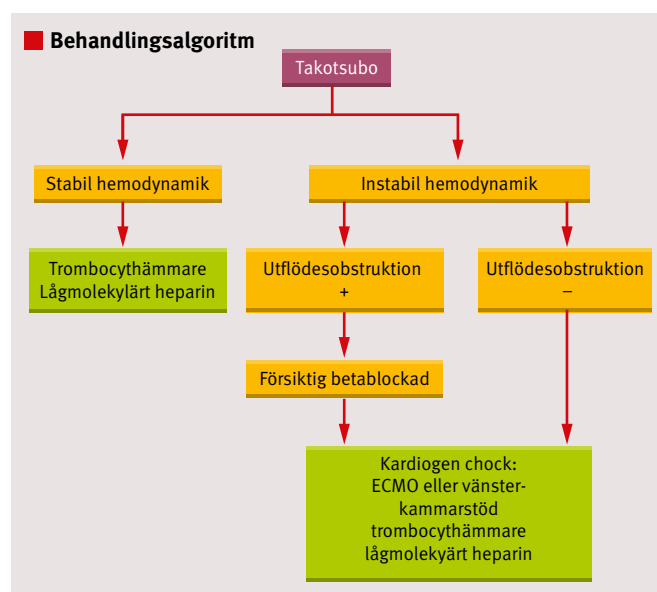 Behandlingsalgoritm
Takotsubo
Stabil hemodynamik
Instabil hemodynamik
Trombocythämmare
Lågmolekylärt heparin
Utflödesobstruktion
+
Utflödesobstruktion
–
Försiktig betablockad
Kardiogen chock:
ECMO eller vänster-
kammarstöd
trombocythämmare
lågmolekyärt heparin